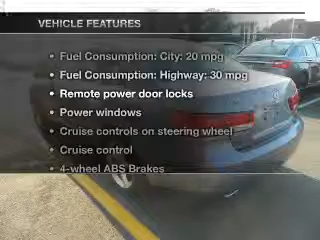 VEHICLE FEATURES
• Fuel Consumption: City: 20 mpg
• Fuel Consumption: Highway: 30 mpg
• Remote power door locks
• Power windows
• Cruise controls on steering wheel
• Cruise control
• 4-wheel ABS Brakes